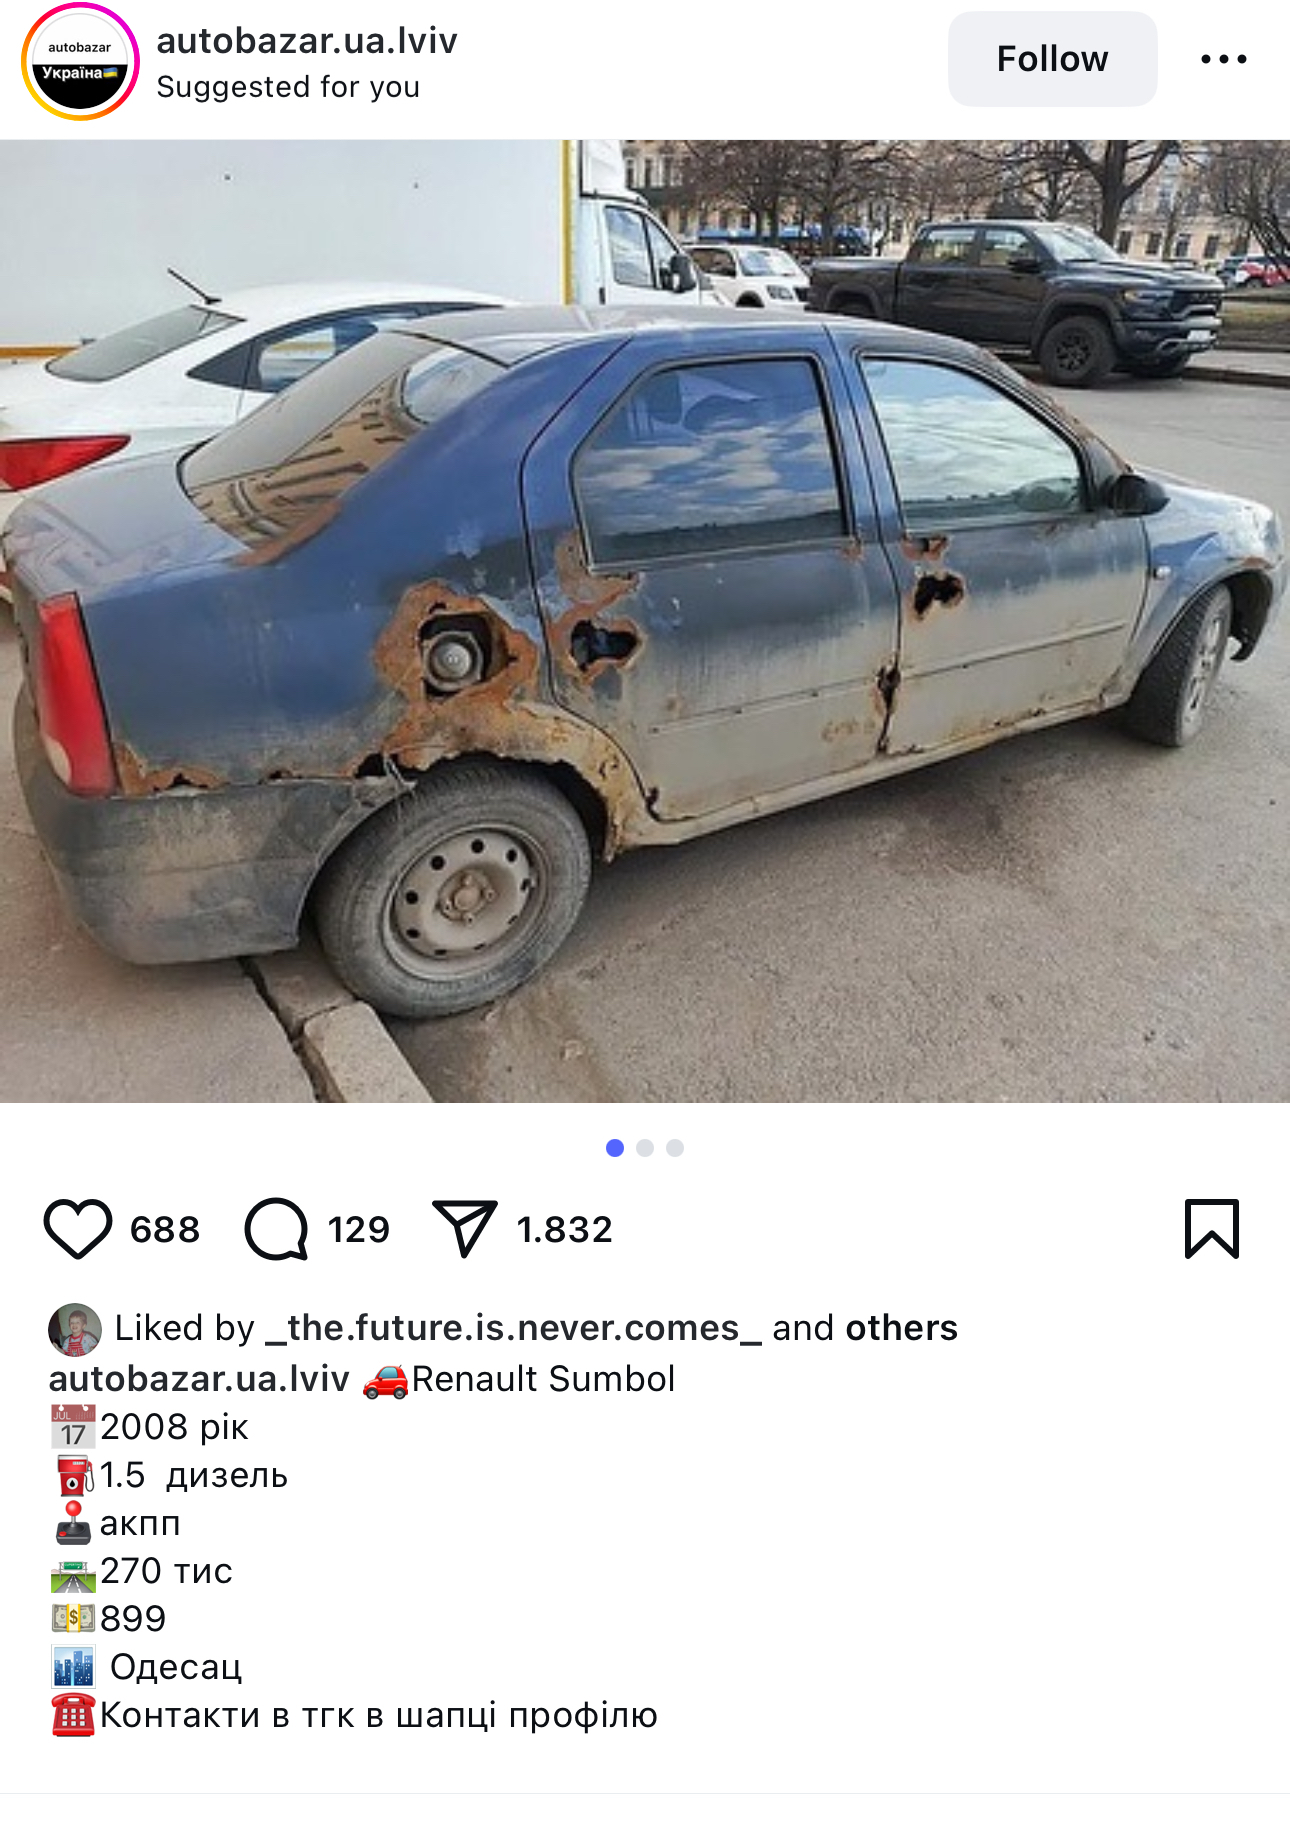 autobazar
Україна🇺🇦
autobazar.ua.lviv
Suggested for you
Follow
688
129
1.832
Liked by _the.future.is.never.comes_ and others
autobazar.ua.lviv 🚗Renault Sumbol
📅2008 рік
⛽1.5 дизель
🕹акпп
🛣270 тис
💵899
🏙 Одесац
☎️Контакти в тгк в шапці профілю